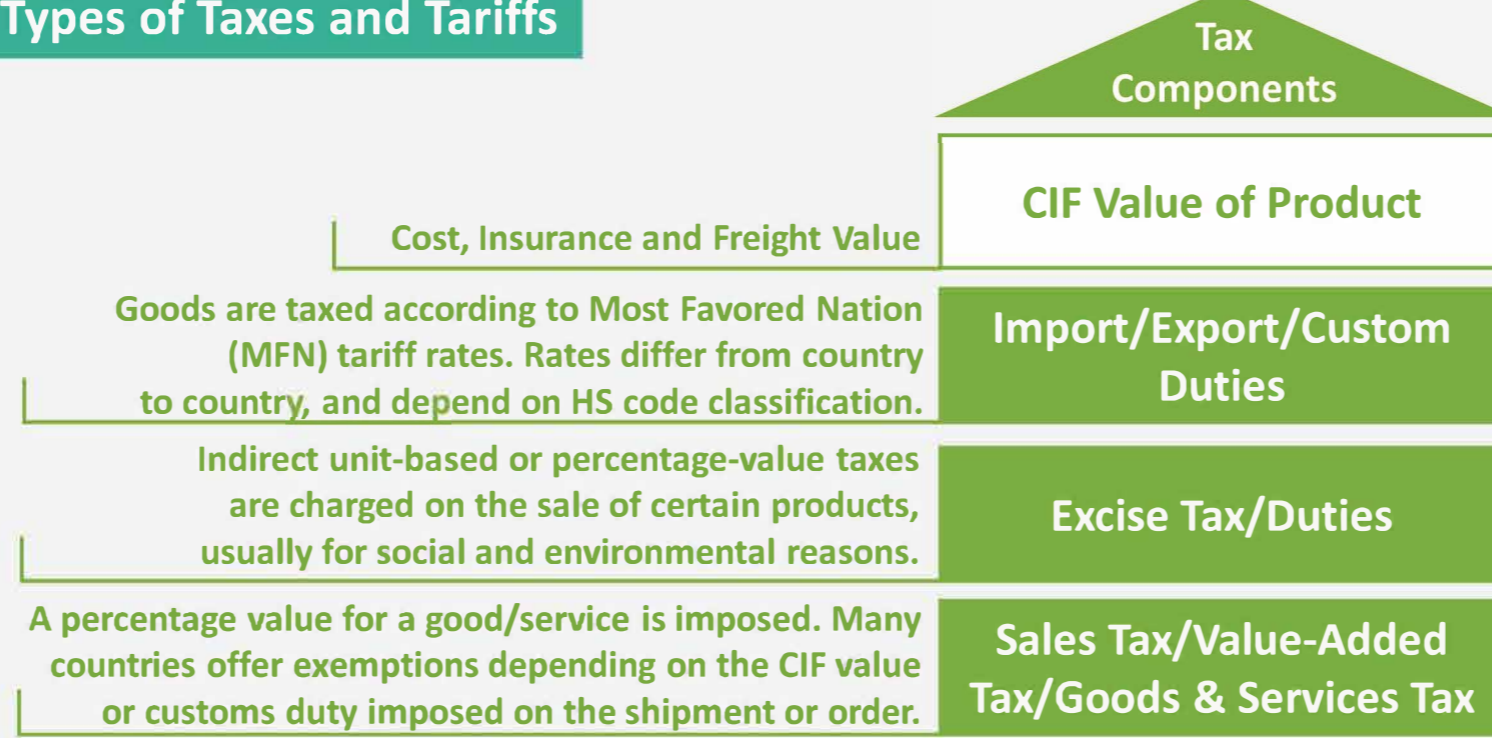 Types of Taxes and Tariffs
Tax
Components
CIF Value of Product
Cost, Insurance and Freight Value
Import/Export/Custom
Duties
Goods are taxed according to Most Favored Nation
(MFN) tariff rates. Rates differ from country
to country, and depend on HS code classification.
Excise Tax/Duties
Indirect unit-based or percentage-value taxes
are charged on the sale of certain products,
usually for social and environmental reasons.
Sales Tax/Value-Added
Tax/Goods & Services Tax
A percentage value for a good/service is imposed. Many
countries offer exemptions depending on the CIF value
or customs duty imposed on the shipment or order.